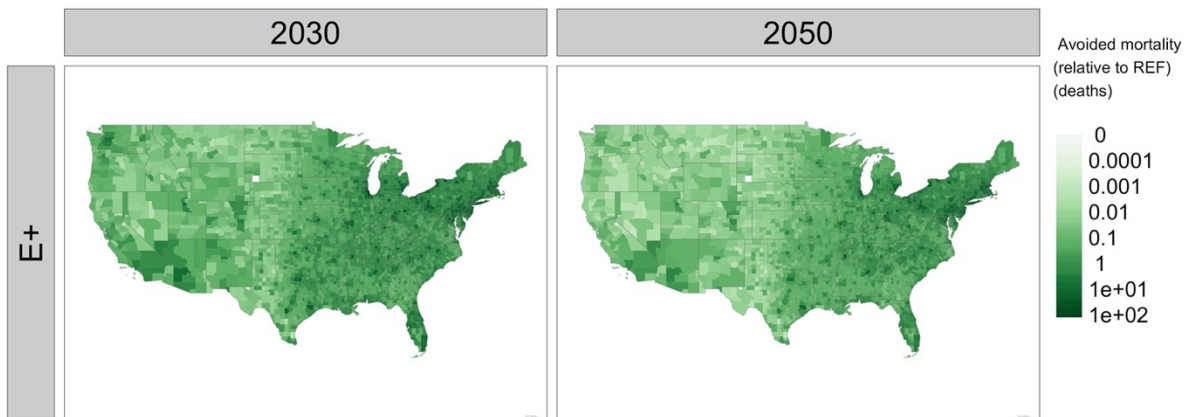 2030
2050
Avoided mortality
(relative to REF)
(deaths)
0
0.0001
0.001
0.01
0.1
1
1e+01
1e+02
E+